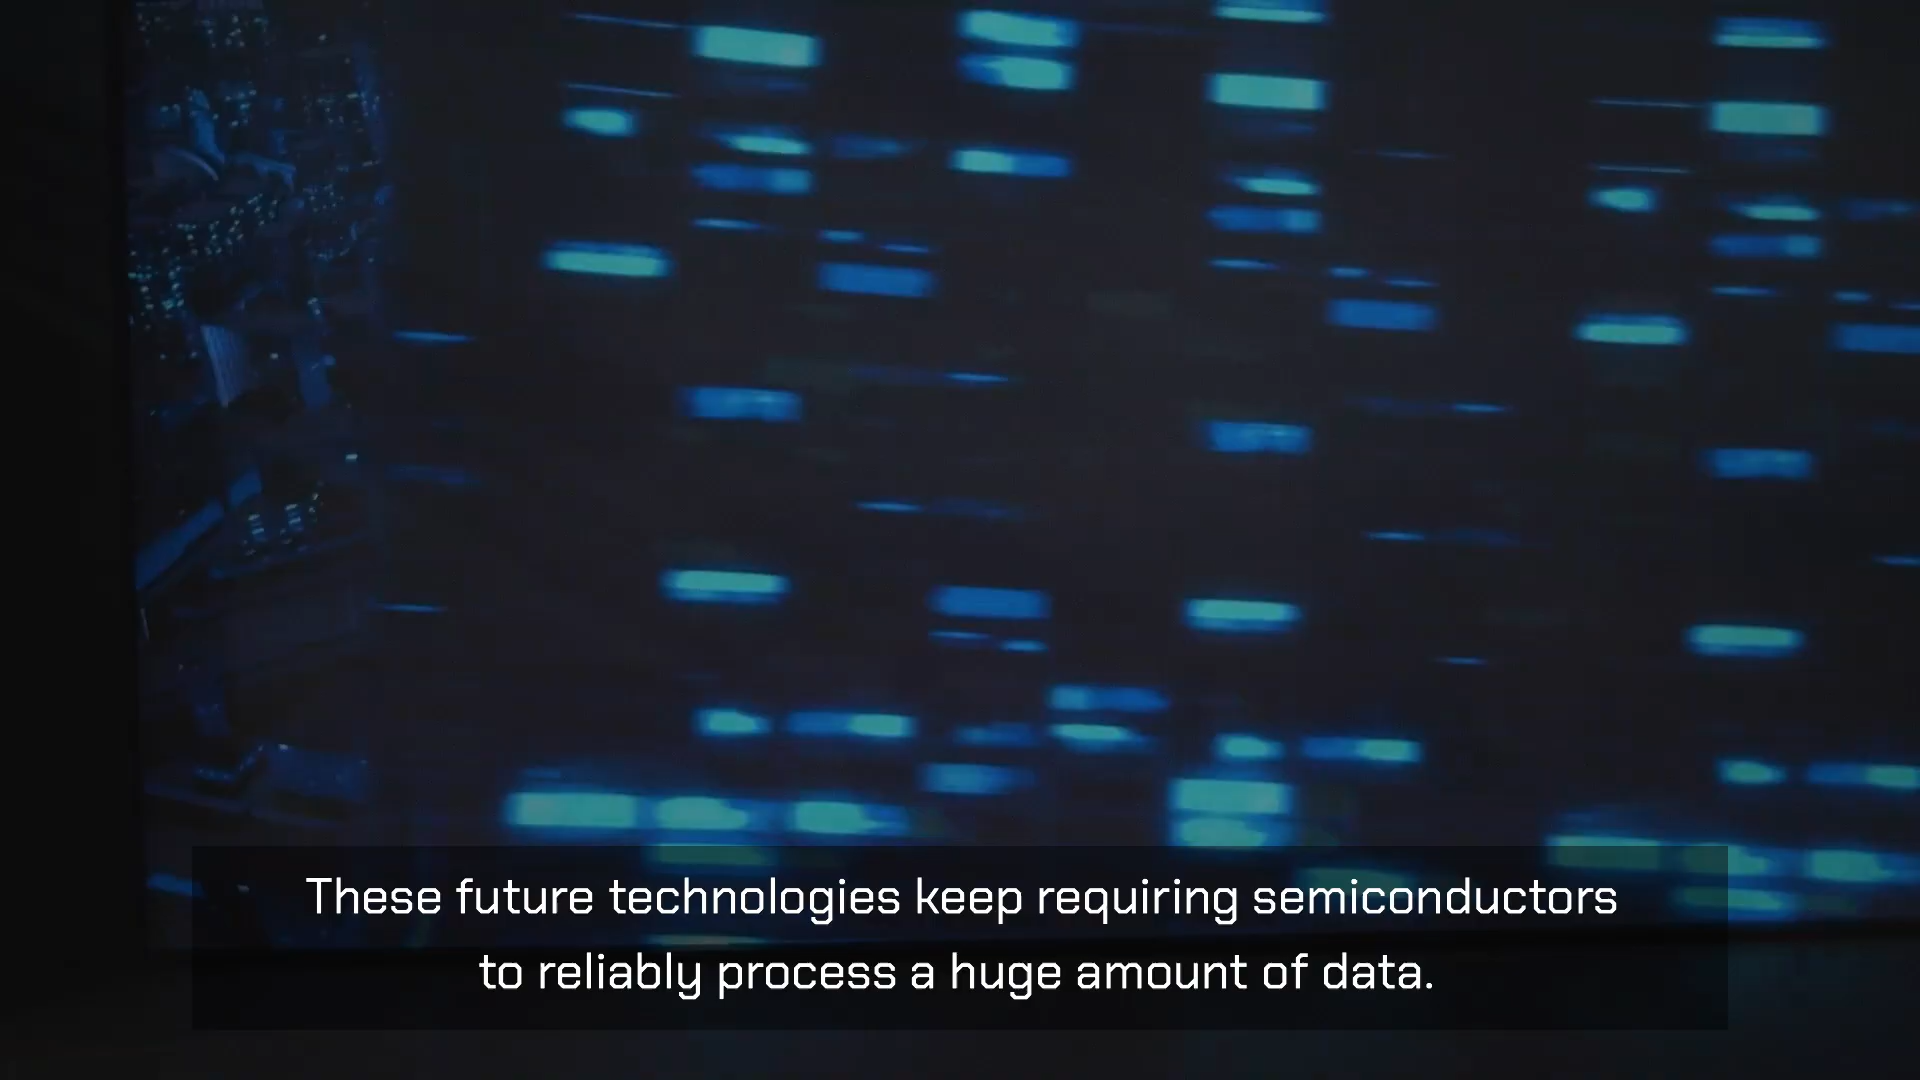 These future technologies keep requiring semiconductors
to reliably process a huge amount of data.